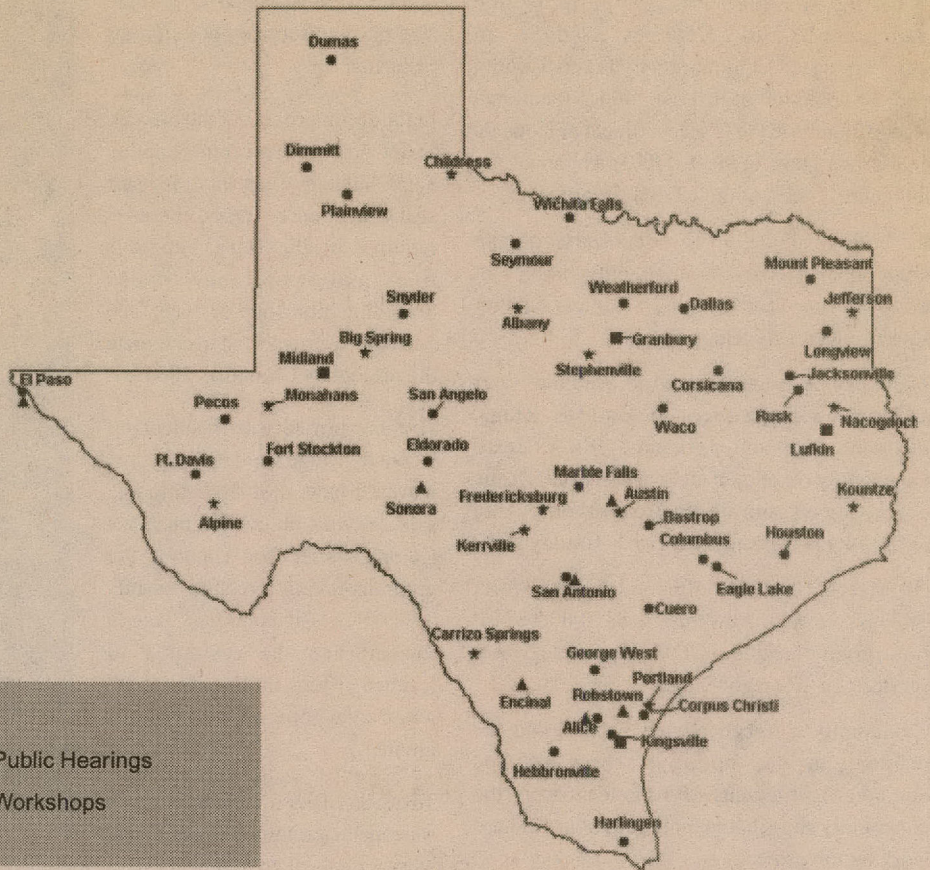 Dumas
Dimmitt
Childress
Plainview
Wichita Falls
Seymour
Mount Pleasant
Weatherford
Dallas
Jefferson
Snyder
Albany
Big Spring
Granbury
Longview
Midland
Stephenville
Jacksonville
El Paso
Corsicana
Monahans
San Angelo
Pecos
Rusk
Nacogdoch
Waco
Lufkin
Eldorado
Fort Stockton
Ft. Davis
Marble Falls
Kountze
Fredericksburg
Austin
Sonora
Alpine
Bastrop
Houston
Kerrville
Columbus
San Antonio
Eagle Lake
Cuero
Carrizo Springs
George West
Portland
Encinal
Robstown
Corpus Christi
Alice
Kingsville
Hebbronville
Harlingen
Public Hearings
Workshops